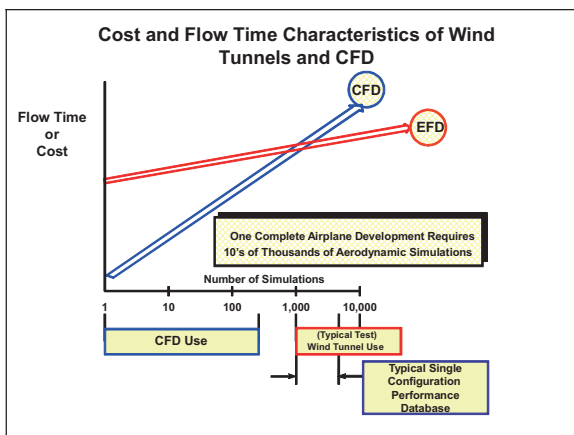 Cost and Flow Time Characteristics of Wind
Tunnels and CFD
CFD
Flow Time
or
Cost
EFD
One Complete Airplane Development Requires
10's of Thousands of Aerodynamic Simulations
Number of Simulations
1 10 100 1,000 10,000
CFD Use
(Typical Test)
Wind Tunnel Use
Typical Single
Configuration
Performance
Database